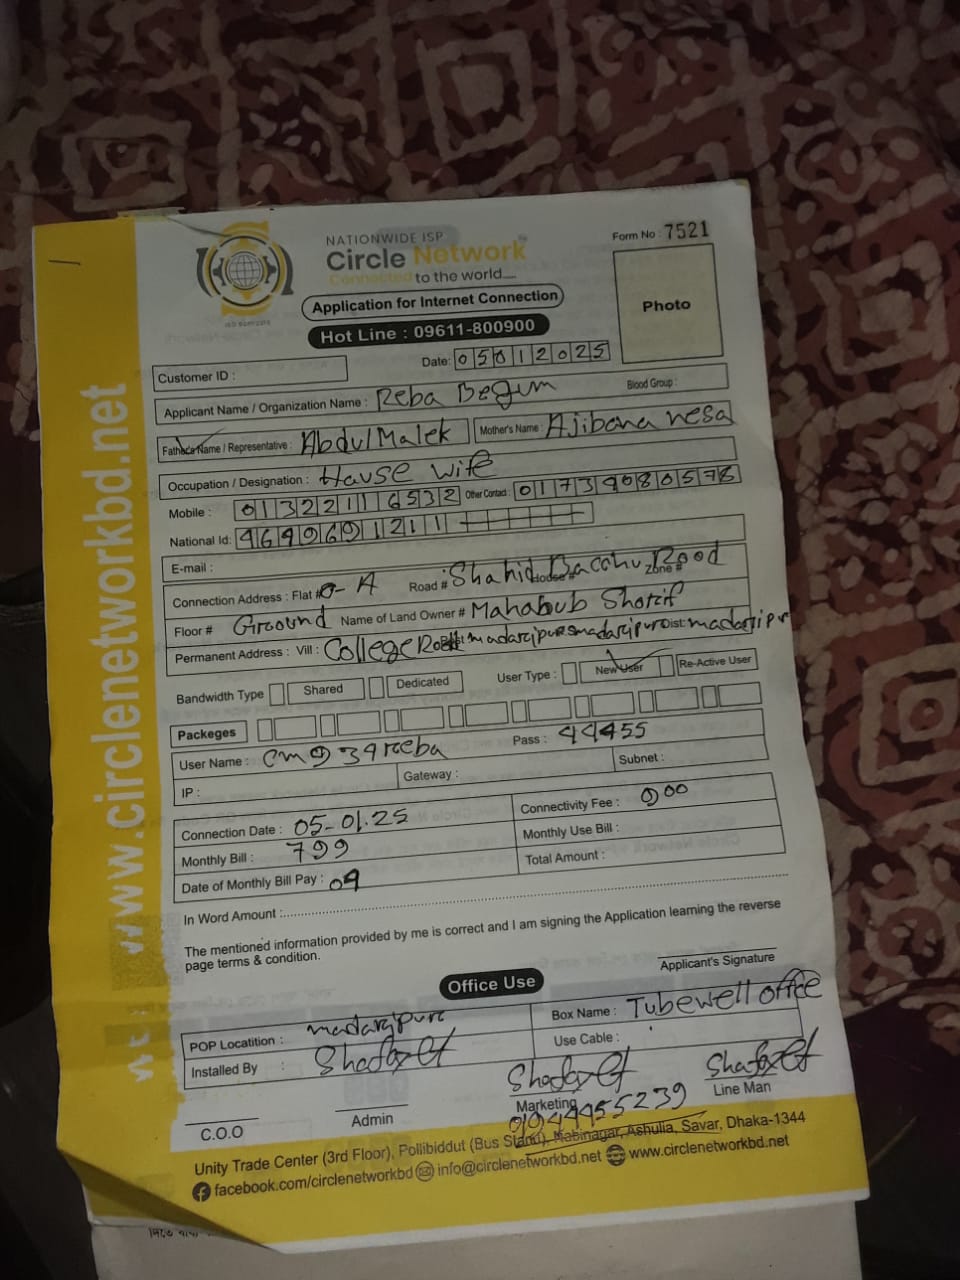 NATIONWIDE ISP
Circle Network
Connected to the world....
Form No : 7521
Application for Internet Connection
Photo
Hot Line : 09611-800900
Customer ID :
Date: 05012025
Applicant Name / Organization Name : Reba Begum
Blood Group :
Father's Name / Representative : Abdul Malek
Mother's Name : Ajibona nesa
Occupation / Designation : House wife
Mobile : 01322116532 Other Contact : 01739080578
National Id: 4649691211
E-mail :
Connection Address : Flat # A Road # Shahid Bacchu Rood House # Zone #
Floor # Ground Name of Land Owner # Mahabub Shorif
Permanent Address : Vill : College Road madaripur madaripur Dist: madaripur
Bandwidth Type Shared Dedicated User Type : New User Re-Active User
Packeges
User Name : cm934reeba Pass : 44455
IP : Gateway : Subnet :
Connection Date : 05-01.25 Connectivity Fee : 000
Monthly Bill : 799 Monthly Use Bill :
Date of Monthly Bill Pay : 09 Total Amount :
In Word Amount :
The mentioned information provided by me is correct and I am signing the Application learning the reverse
page terms & condition.
Applicant's Signature
Office Use
POP Locatition : madaripur Box Name : Tubewell office
Installed By : Use Cable :
C.O.O Admin Marketing Line Man
01944455239
Unity Trade Center (3rd Floor), Pollibiddut (Bus Stand), Nabinagar, Ashulia, Savar, Dhaka-1344
facebook.com/circlenetworkbd info@circlenetworkbd.net www.circlenetworkbd.net
www.circlenetworkbd.net